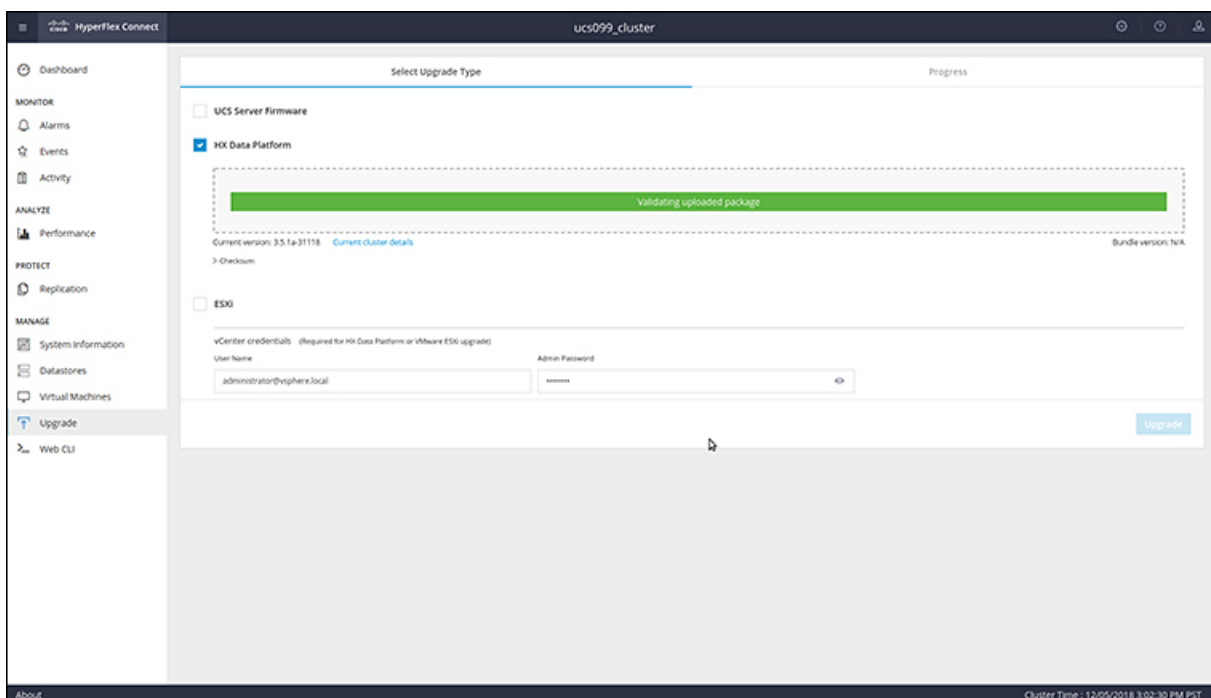 cisco HyperFlex Connect
ucs099_cluster
Dashboard
MONITOR
Alarms
Events
Activity
ANALYZE
Performance
PROTECT
Replication
MANAGE
System Information
Datastores
Virtual Machines
Upgrade
Web CLI
Select Upgrade Type
Progress
UCS Server Firmware
HX Data Platform
Validating uploaded package
Current version: 3.5.1a-31118 Current cluster details
Bundle version: N/A
> Checksum
ESXi
vCenter credentials (Required for HX Data Platform or VMware ESXi upgrade)
User Name
Admin Password
administrator@vsphere.local
Upgrade
About
Cluster Time : 12/05/2018 3:02:30 PM PST